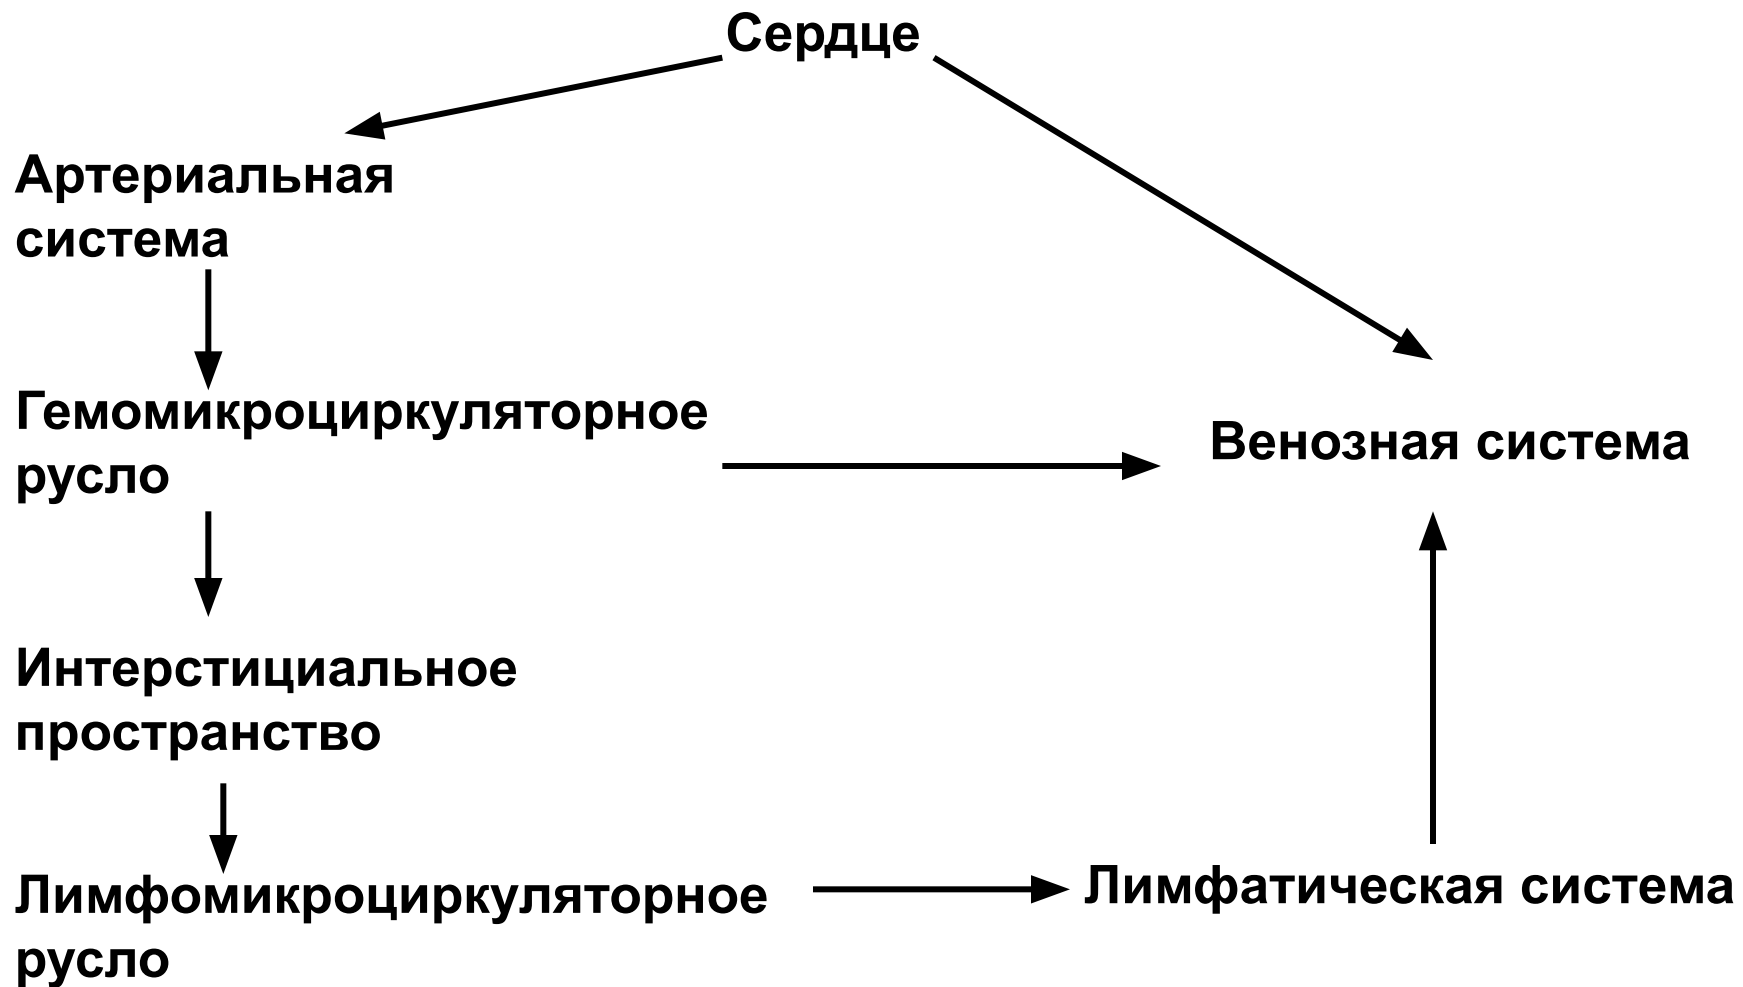 Сердце
Артериальная
система
Гемомикроциркуляторное
русло
Венозная система
Интерстициальное
пространство
Лимфомикроциркуляторное
русло
Лимфатическая система